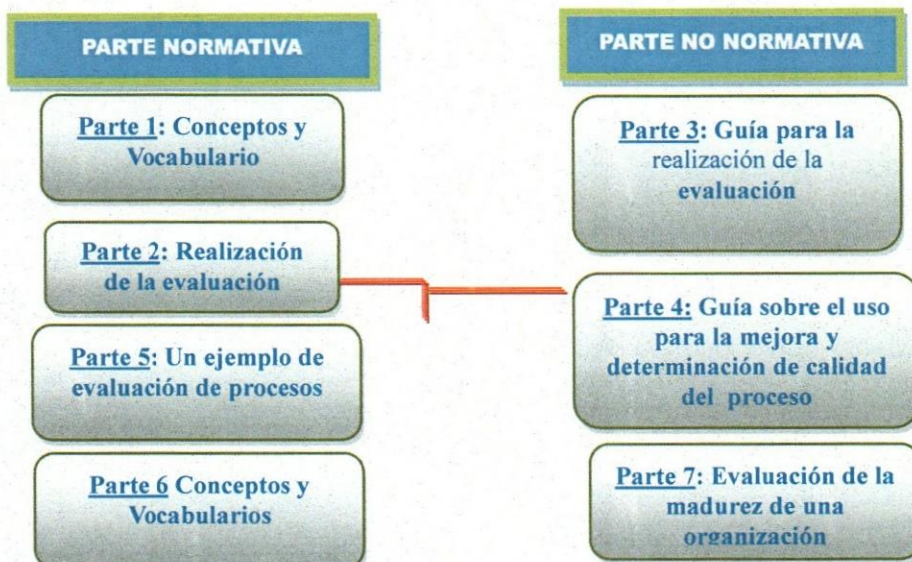 PARTE NORMATIVA
Parte 1: Conceptos y
Vocabulario
Parte 2: Realización
de la evaluación
Parte 5: Un ejemplo de
evaluación de procesos
Parte 6 Conceptos y
Vocabularios
PARTE NO NORMATIVA
Parte 3: Guía para la
realización de la
evaluación
Parte 4: Guía sobre el uso
para la mejora y
determinación de calidad
del proceso
Parte 7: Evaluación de la
madurez de una
organización